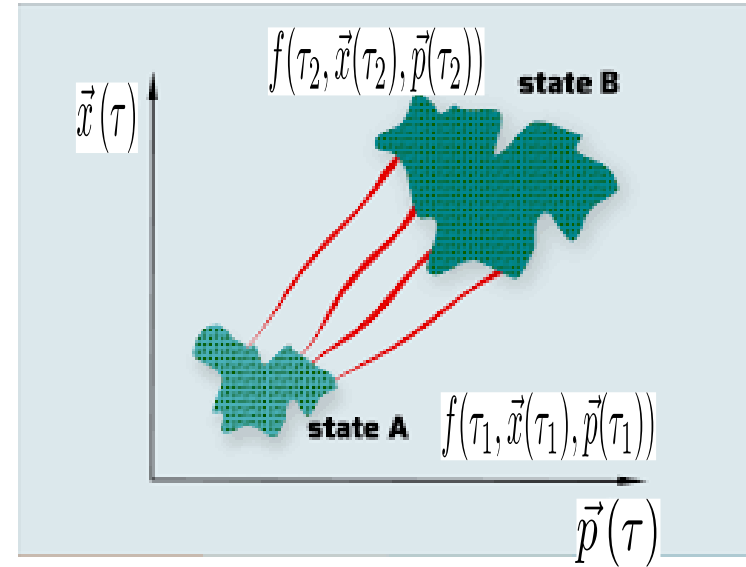 f(τ₂, x⃗(τ₂), p⃗(τ₂))
state B
x⃗(τ)
state A
f(τ₁, x⃗(τ₁), p⃗(τ₁))
p⃗(τ)